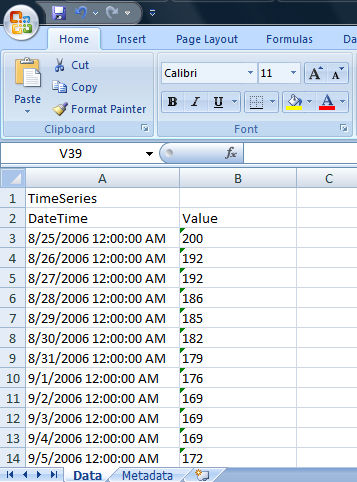 Home Insert Page Layout Formulas Da
Cut
Copy
Format Painter
Paste
Clipboard
Calibri 11 A A
B I U A
Font
V39 fx
A B C
1 TimeSeries
2 DateTime Value
3 8/25/2006 12:00:00 AM 200
4 8/26/2006 12:00:00 AM 192
5 8/27/2006 12:00:00 AM 192
6 8/28/2006 12:00:00 AM 186
7 8/29/2006 12:00:00 AM 185
8 8/30/2006 12:00:00 AM 182
9 8/31/2006 12:00:00 AM 179
10 9/1/2006 12:00:00 AM 176
11 9/2/2006 12:00:00 AM 169
12 9/3/2006 12:00:00 AM 169
13 9/4/2006 12:00:00 AM 169
14 9/5/2006 12:00:00 AM 172
Data Metadata